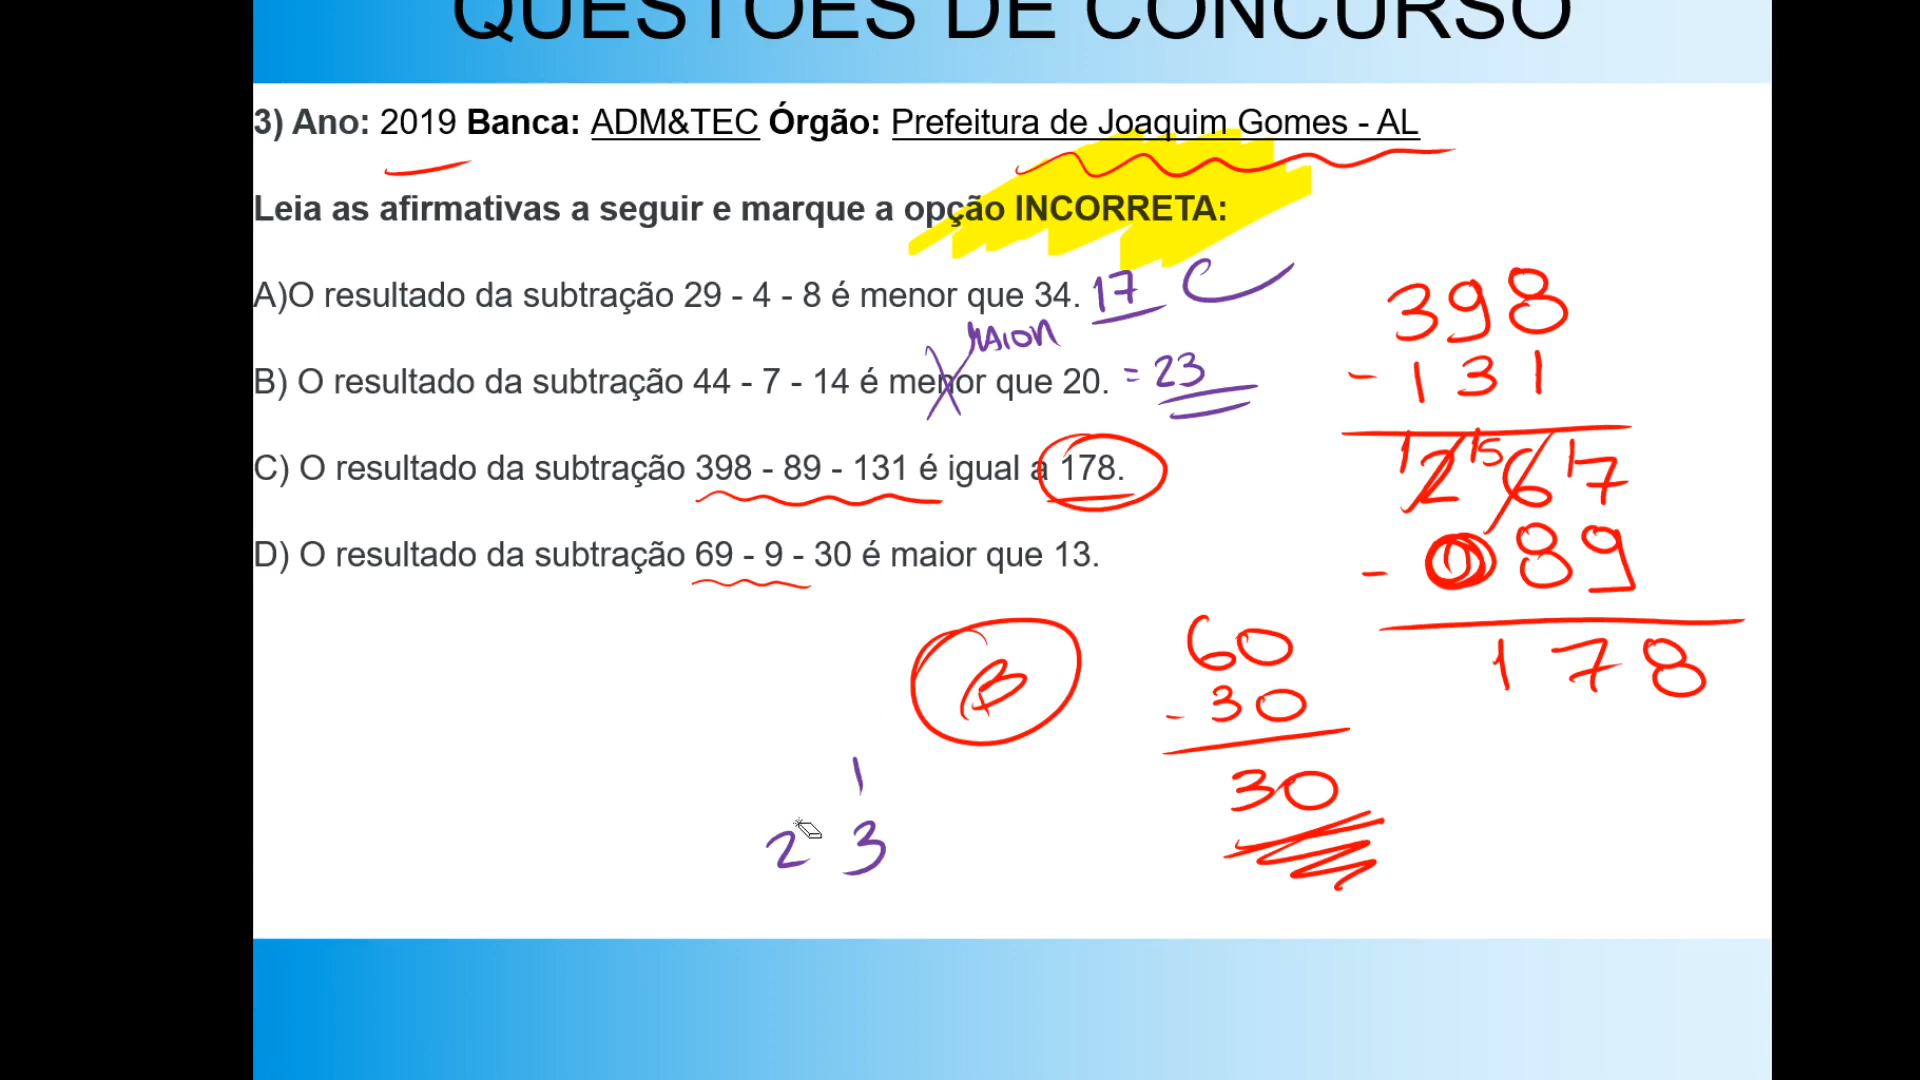 QUESTÕES DE CONCURSO
3) Ano: 2019 Banca: ADM&TEC Órgão: Prefeitura de Joaquim Gomes - AL
Leia as afirmativas a seguir e marque a opção INCORRETA:
A)O resultado da subtração 29 - 4 - 8 é menor que 34. 17 C
MAIOR
B) O resultado da subtração 44 - 7 - 14 é menor que 20. = 23
C) O resultado da subtração 398 - 89 - 131 é igual a 178.
D) O resultado da subtração 69 - 9 - 30 é maior que 13.
398
- 131
1 15 17
267
- 089
178
B
60
- 30
30
1
2 3